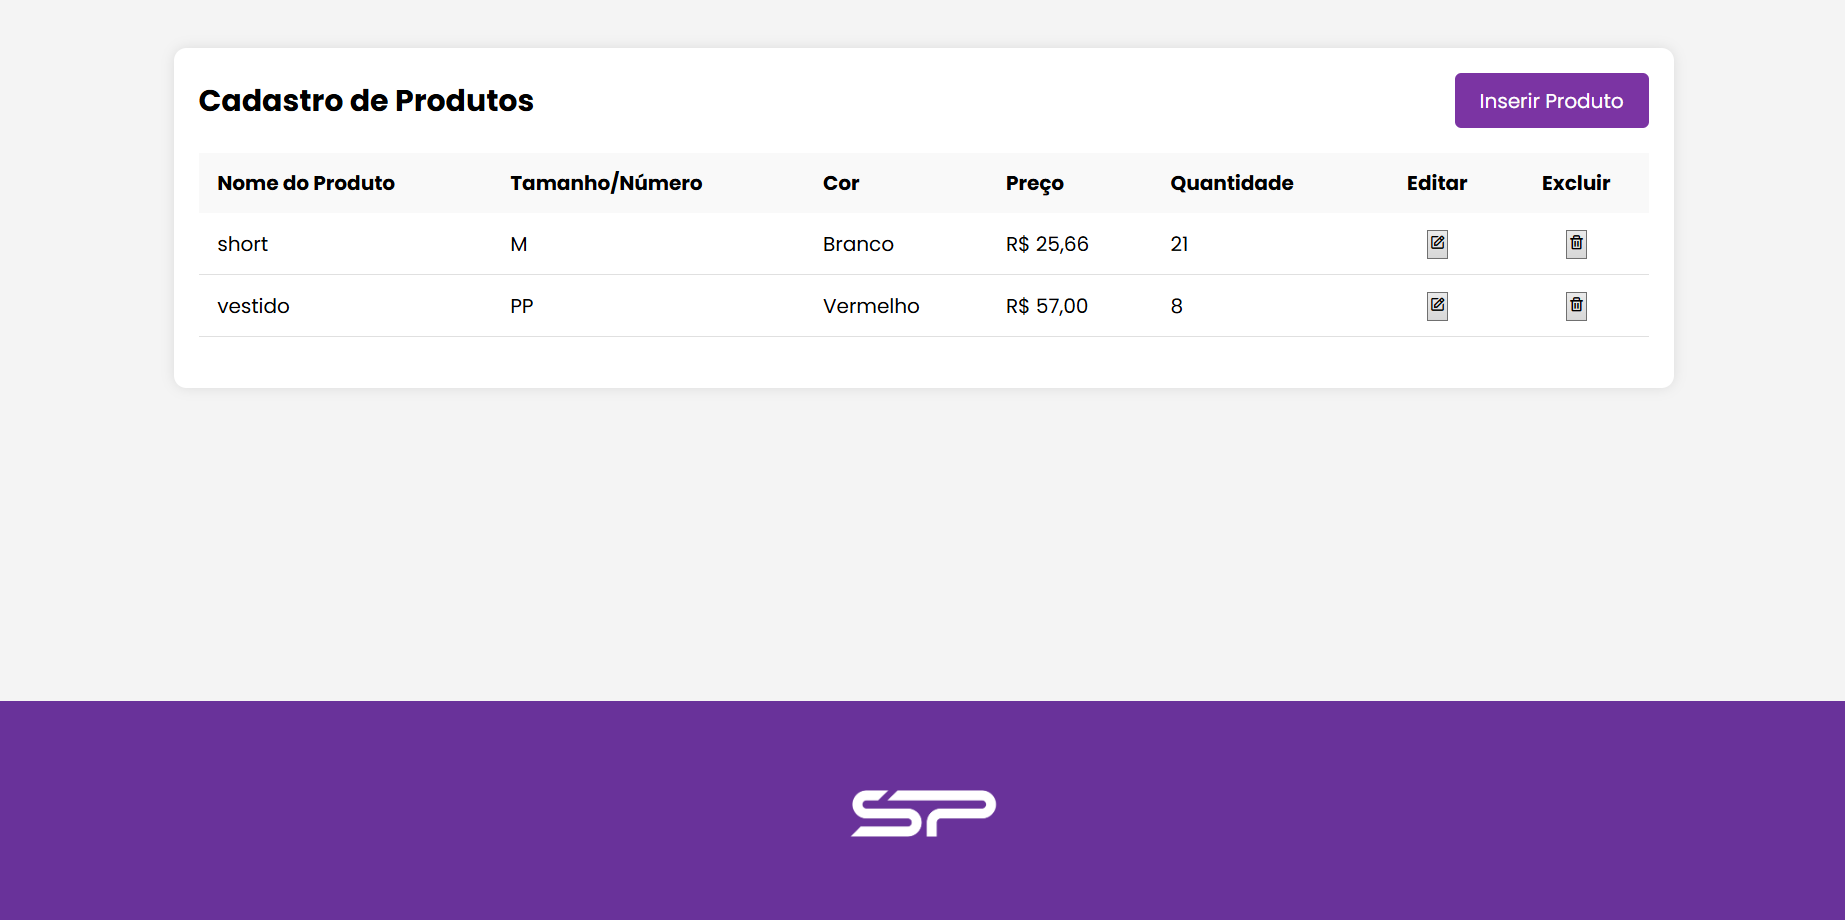 Cadastro de Produtos
Inserir Produto
Nome do Produto Tamanho/Número Cor Preço Quantidade Editar Excluir
short M Branco R$ 25,66 21
vestido PP Vermelho R$ 57,00 8
SP